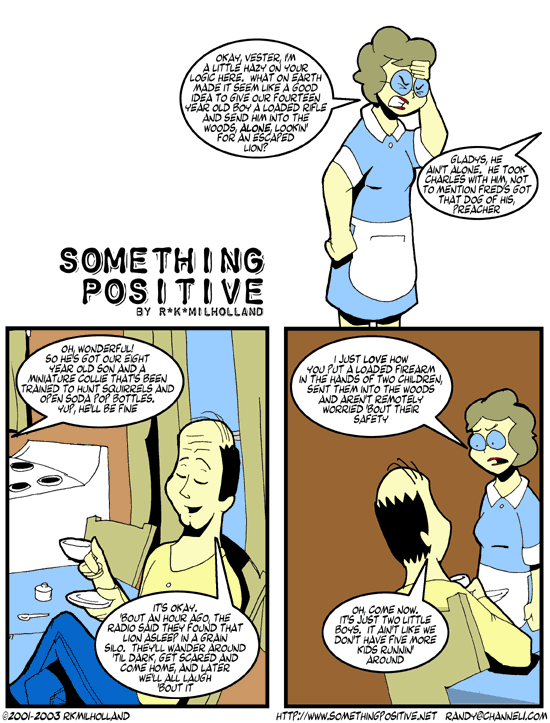 OKAY, VESTER, I'M
A LITTLE HAZY ON YOUR
LOGIC HERE. WHAT ON EARTH
MADE IT SEEM LIKE A GOOD
IDEA TO GIVE OUR FOURTEEN
YEAR OLD BOY A LOADED RIFLE
AND SEND HIM INTO THE
WOODS, ALONE, LOOKIN'
FOR AN ESCAPED
LION?
GLADYS, HE
AIN'T ALONE. HE TOOK
CHARLES WITH HIM, NOT
TO MENTION FRED'S GOT
THAT DOG OF HIS,
PREACHER
SOMETHING
POSITIVE
BY R*K*MILHOLLAND
OH, WONDERFUL!
SO HE'S GOT OUR EIGHT
YEAR OLD SON AND A
MINIATURE COLLIE THAT'S BEEN
TRAINED TO HUNT SQUIRRELS AND
OPEN SODA POP BOTTLES.
YUP, HE'LL BE FINE
IT'S OKAY.
'BOUT AN HOUR AGO, THE
RADIO SAID THEY FOUND THAT
LION ASLEEP IN A GRAIN
SILO. THEY'LL WANDER AROUND
'TIL DARK, GET SCARED AND
COME HOME, AND LATER
WE'LL ALL LAUGH
'BOUT IT
I JUST LOVE HOW
YOU PUT A LOADED FIREARM
IN THE HANDS OF TWO CHILDREN,
SENT THEM INTO THE WOODS
AND AREN'T REMOTELY
WORRIED 'BOUT THEIR
SAFETY
OH, COME NOW.
IT'S JUST TWO LITTLE
BOYS. IT AIN'T LIKE WE
DON'T HAVE FIVE MORE
KIDS RUNNIN'
AROUND
©2001-2003 RK MILHOLLAND
HTTP://WWW.SOMETHINGPOSITIVE.NET RANDY@CHANNEL1.COM